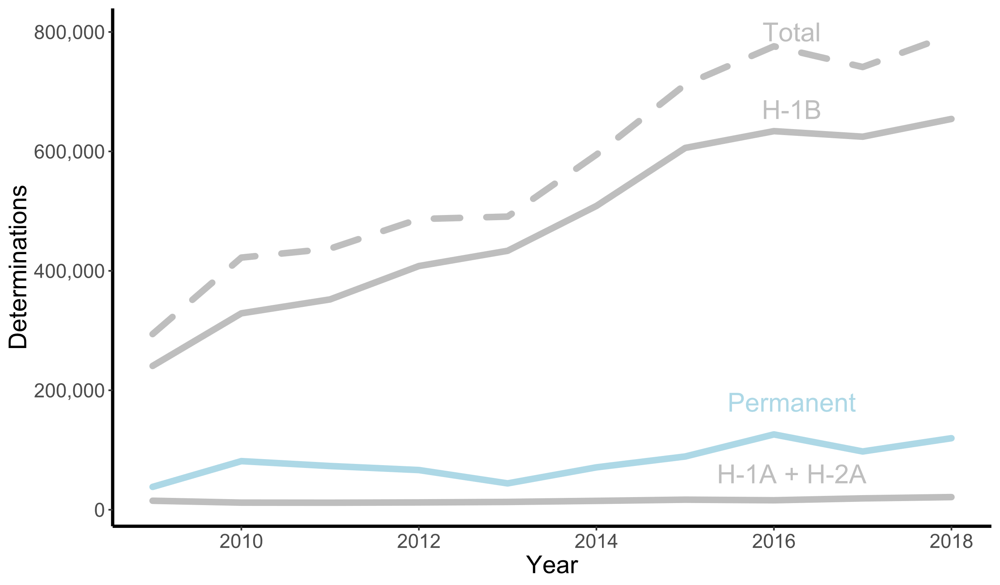 Total
H-1B
Permanent
H-1A + H-2A
Determinations
800,000
600,000
400,000
200,000
0
2010 2012 2014 2016 2018
Year